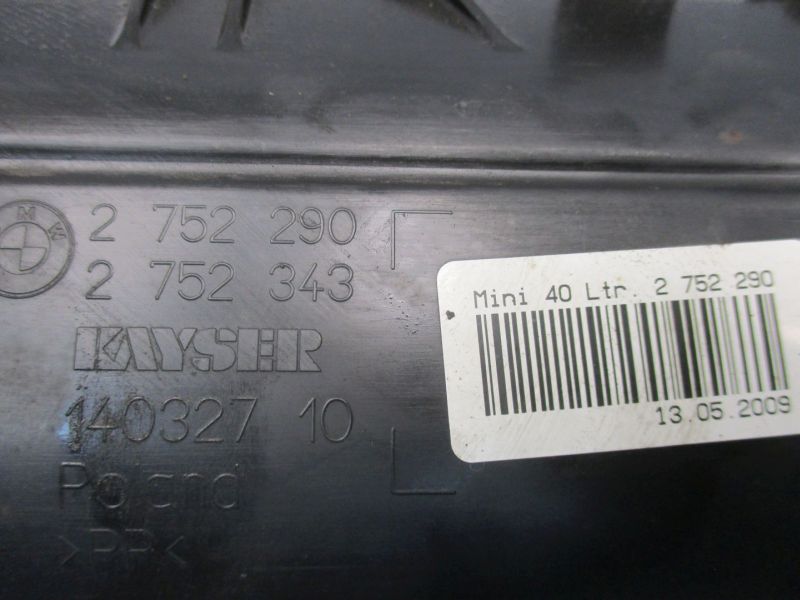 BMW
2 752 290
2 752 343
KAYSER
140327 10
Poland
>PP<
Mini 40 Ltr. 2 752 290
13.05.2009